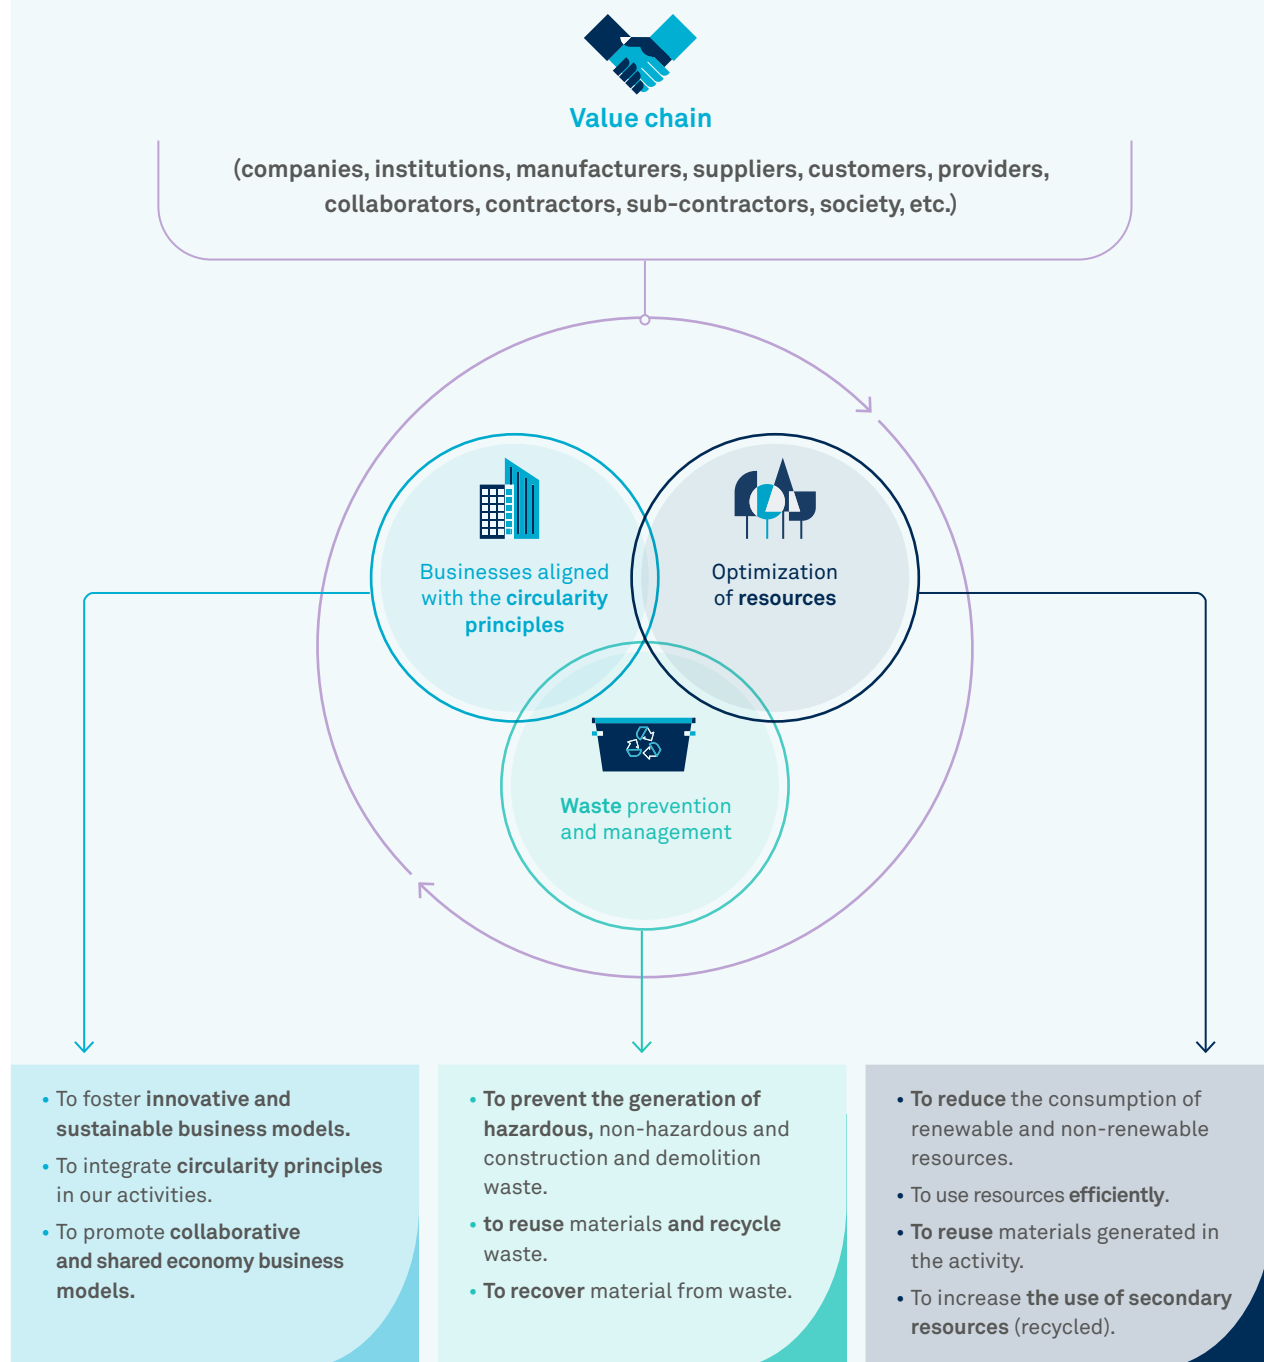 Value chain
(companies, institutions, manufacturers, suppliers, customers, providers,
collaborators, contractors, sub-contractors, society, etc.)
Businesses aligned
with the circularity
principles
Optimization
of resources
Waste prevention
and management
• To foster innovative and
sustainable business models.
• To integrate circularity principles
in our activities.
• To promote collaborative
and shared economy business
models.
• To prevent the generation of
hazardous, non-hazardous and
construction and demolition
waste.
• to reuse materials and recycle
waste.
• To recover material from waste.
• To reduce the consumption of
renewable and non-renewable
resources.
• To use resources efficiently.
• To reuse materials generated in
the activity.
• To increase the use of secondary
resources (recycled).